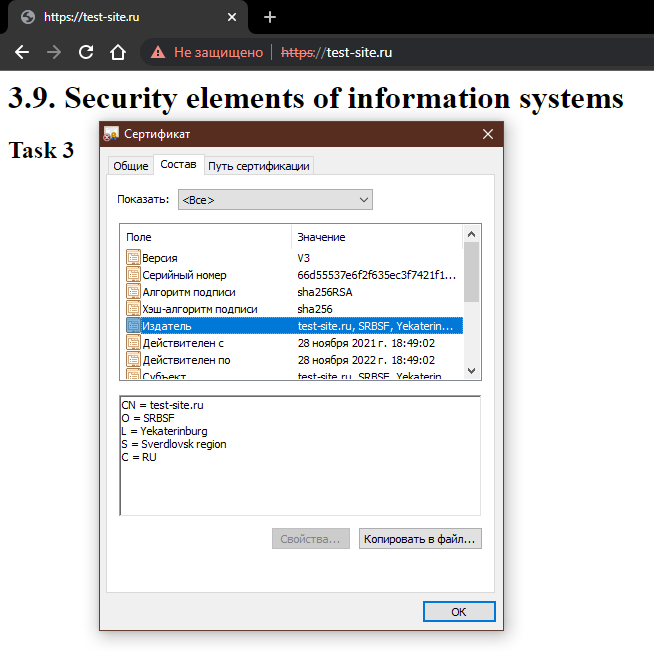 https://test-site.ru
Не защищено https://test-site.ru
3.9. Security elements of information systems
Task 3
Сертификат
Общие Состав Путь сертификации
Показать: <Все>
Поле Значение
Версия V3
Серийный номер 66d55537e6f2f635ec3f7421f1...
Алгоритм подписи sha256RSA
Хэш-алгоритм подписи sha256
Издатель test-site.ru, SRBSF, Yekaterin...
Действителен с 28 ноября 2021 г. 18:49:02
Действителен по 28 ноября 2022 г. 18:49:02
Субъект test-site.ru, SRBSF, Yekaterin...
CN = test-site.ru
O = SRBSF
L = Yekaterinburg
S = Sverdlovsk region
C = RU
Свойства... Копировать в файл...
OK